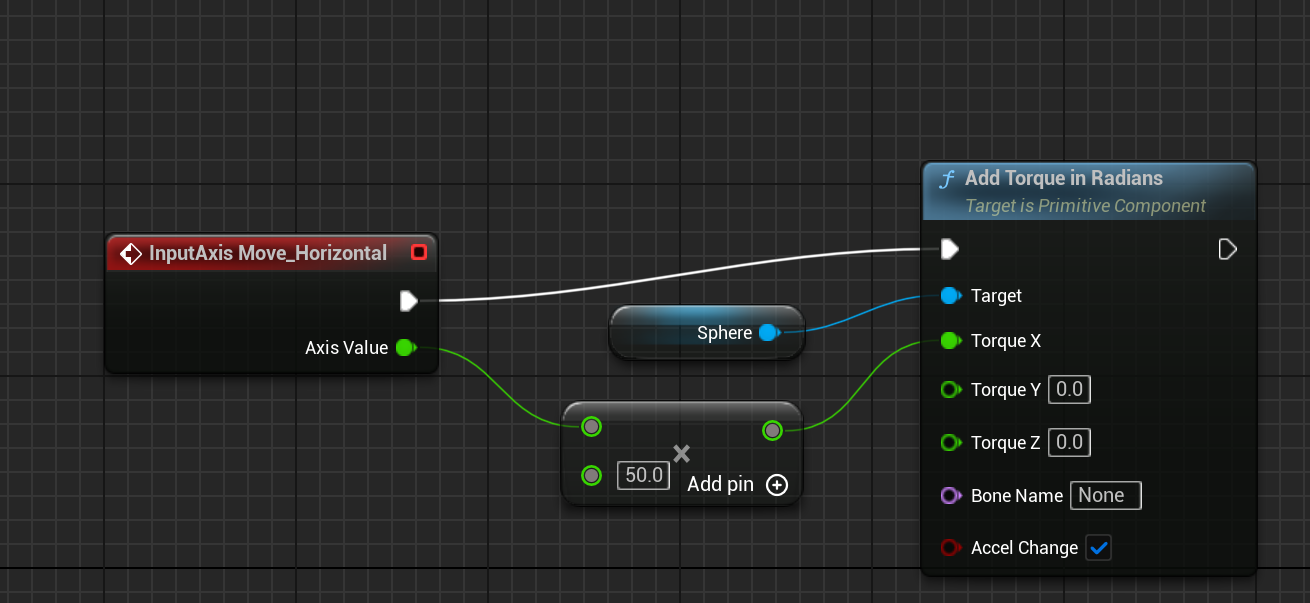 InputAxis Move_Horizontal
Axis Value
Sphere
50.0
Add pin
Add Torque in Radians
Target is Primitive Component
Target
Torque X
Torque Y 0.0
Torque Z 0.0
Bone Name None
Accel Change